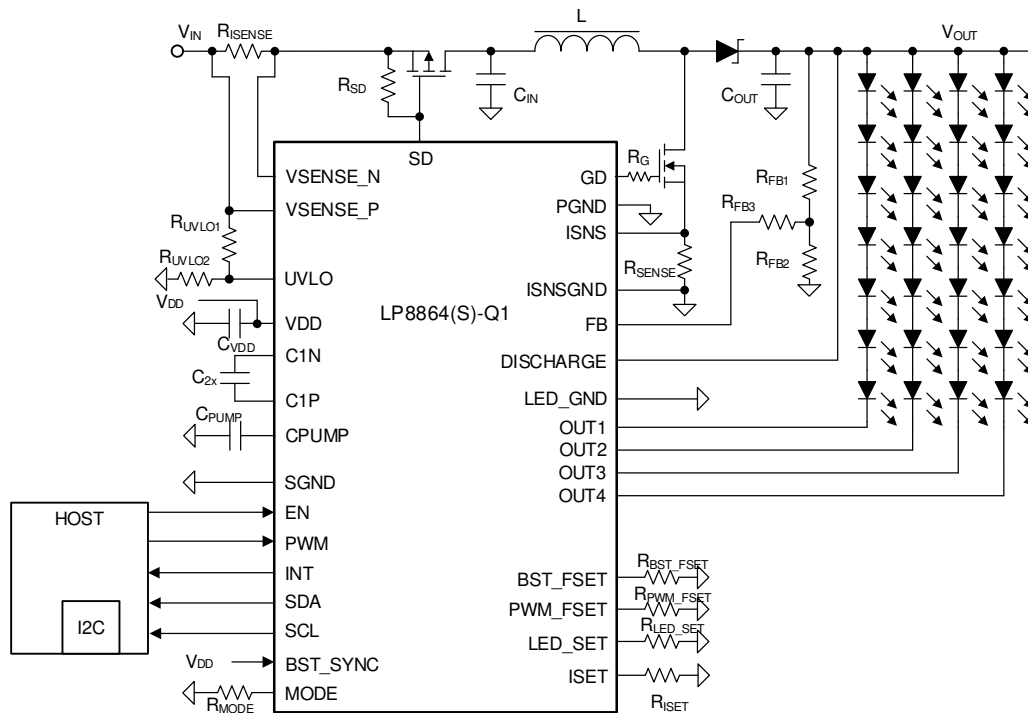 VIN
RISENSE
L
VOUT
RSD
CIN
COUT
SD
RG
GD
VSENSE_N
PGND
RFB1
VSENSE_P
RFB3
ISNS
RUVLO1
RSENSE
RFB2
RUVLO2
UVLO
ISNSGND
VDD
LP8864(S)-Q1
VDD
FB
CVDD
C1N
DISCHARGE
C2x
C1P
LED_GND
CPUMP
CPUMP
OUT1
OUT2
OUT3
SGND
OUT4
HOST
EN
PWM
INT
BST_FSET
RBST_FSET
SDA
PWM_FSET
RPWM_FSET
I2C
SCL
LED_SET
RLED_SET
VDD
BST_SYNC
ISET
RISET
MODE
RMODE